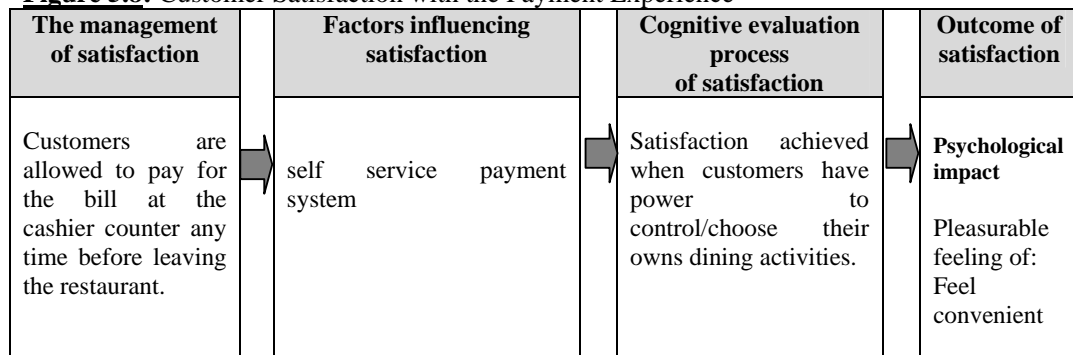 Figure 5.8: Customer Satisfaction with the Payment Experience
The management
of satisfaction
Factors influencing
satisfaction
Cognitive evaluation
process
of satisfaction
Outcome of
satisfaction
Customers are
allowed to pay for
the bill at the
cashier counter any
time before leaving
the restaurant.
self service payment
system
Satisfaction achieved
when customers have
power to
control/choose their
owns dining activities.
Psychological
impact
Pleasurable
feeling of:
Feel
convenient